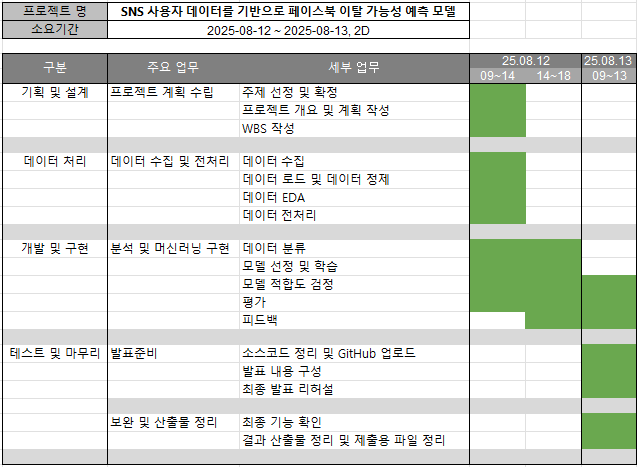 프로젝트 명 SNS 사용자 데이터를 기반으로 페이스북 이탈 가능성 예측 모델
소요기간 2025-08-12 ~ 2025-08-13, 2D
구분 주요 업무 세부 업무 25.08.12 25.08.13
09~14 14~18 09~13
기획 및 설계 프로젝트 계획 수립 주제 선정 및 확정
프로젝트 개요 및 계획 작성
WBS 작성
데이터 처리 데이터 수집 및 전처리 데이터 수집
데이터 로드 및 데이터 정제
데이터 EDA
데이터 전처리
개발 및 구현 분석 및 머신러닝 구현 데이터 분류
모델 선정 및 학습
모델 적합도 검정
평가
피드백
테스트 및 마무리 발표준비 소스코드 정리 및 GitHub 업로드
발표 내용 구성
최종 발표 리허설
보완 및 산출물 정리 최종 기능 확인
결과 산출물 정리 및 제출용 파일 정리